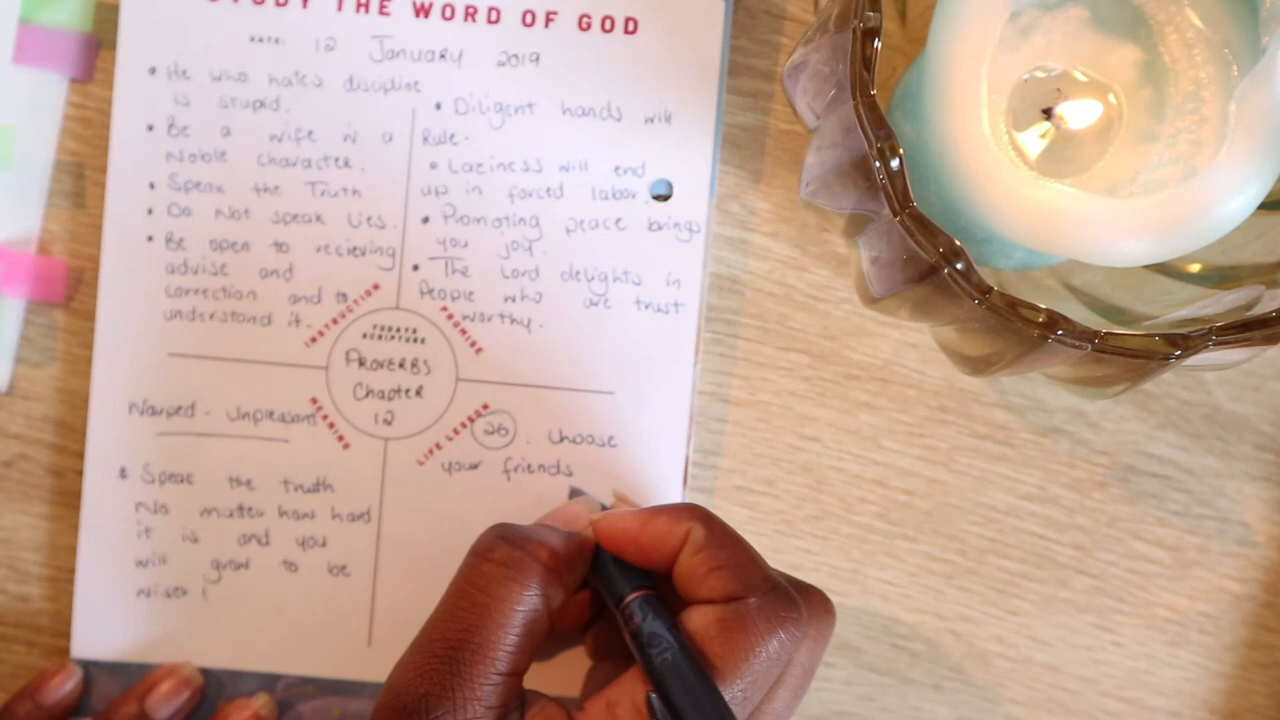 STUDY THE WORD OF GOD
DATE: 12 January 2019
• He who hates discipline
is stupid.
• Be a wife of a
Noble character.
• Speak the Truth
• Do Not speak lies.
• Be open to recieving
advise and
correction and to
understand it.
INSTRUCTION
• Diligent hands will
Rule.
• Laziness will end
up in forced labor.
• Promoting peace brings
you joy.
• The Lord delights in
People who are trust
worthy.
PROMISE
TODAYS
SCRIPTURE
PROVERBS
Chapter
12
MEANING
Warped - Unpleasant
• Speak the truth
No matter how hard
it is and you
will grow to be
wiser!
LIFE LESSON
26. Choose
your friends